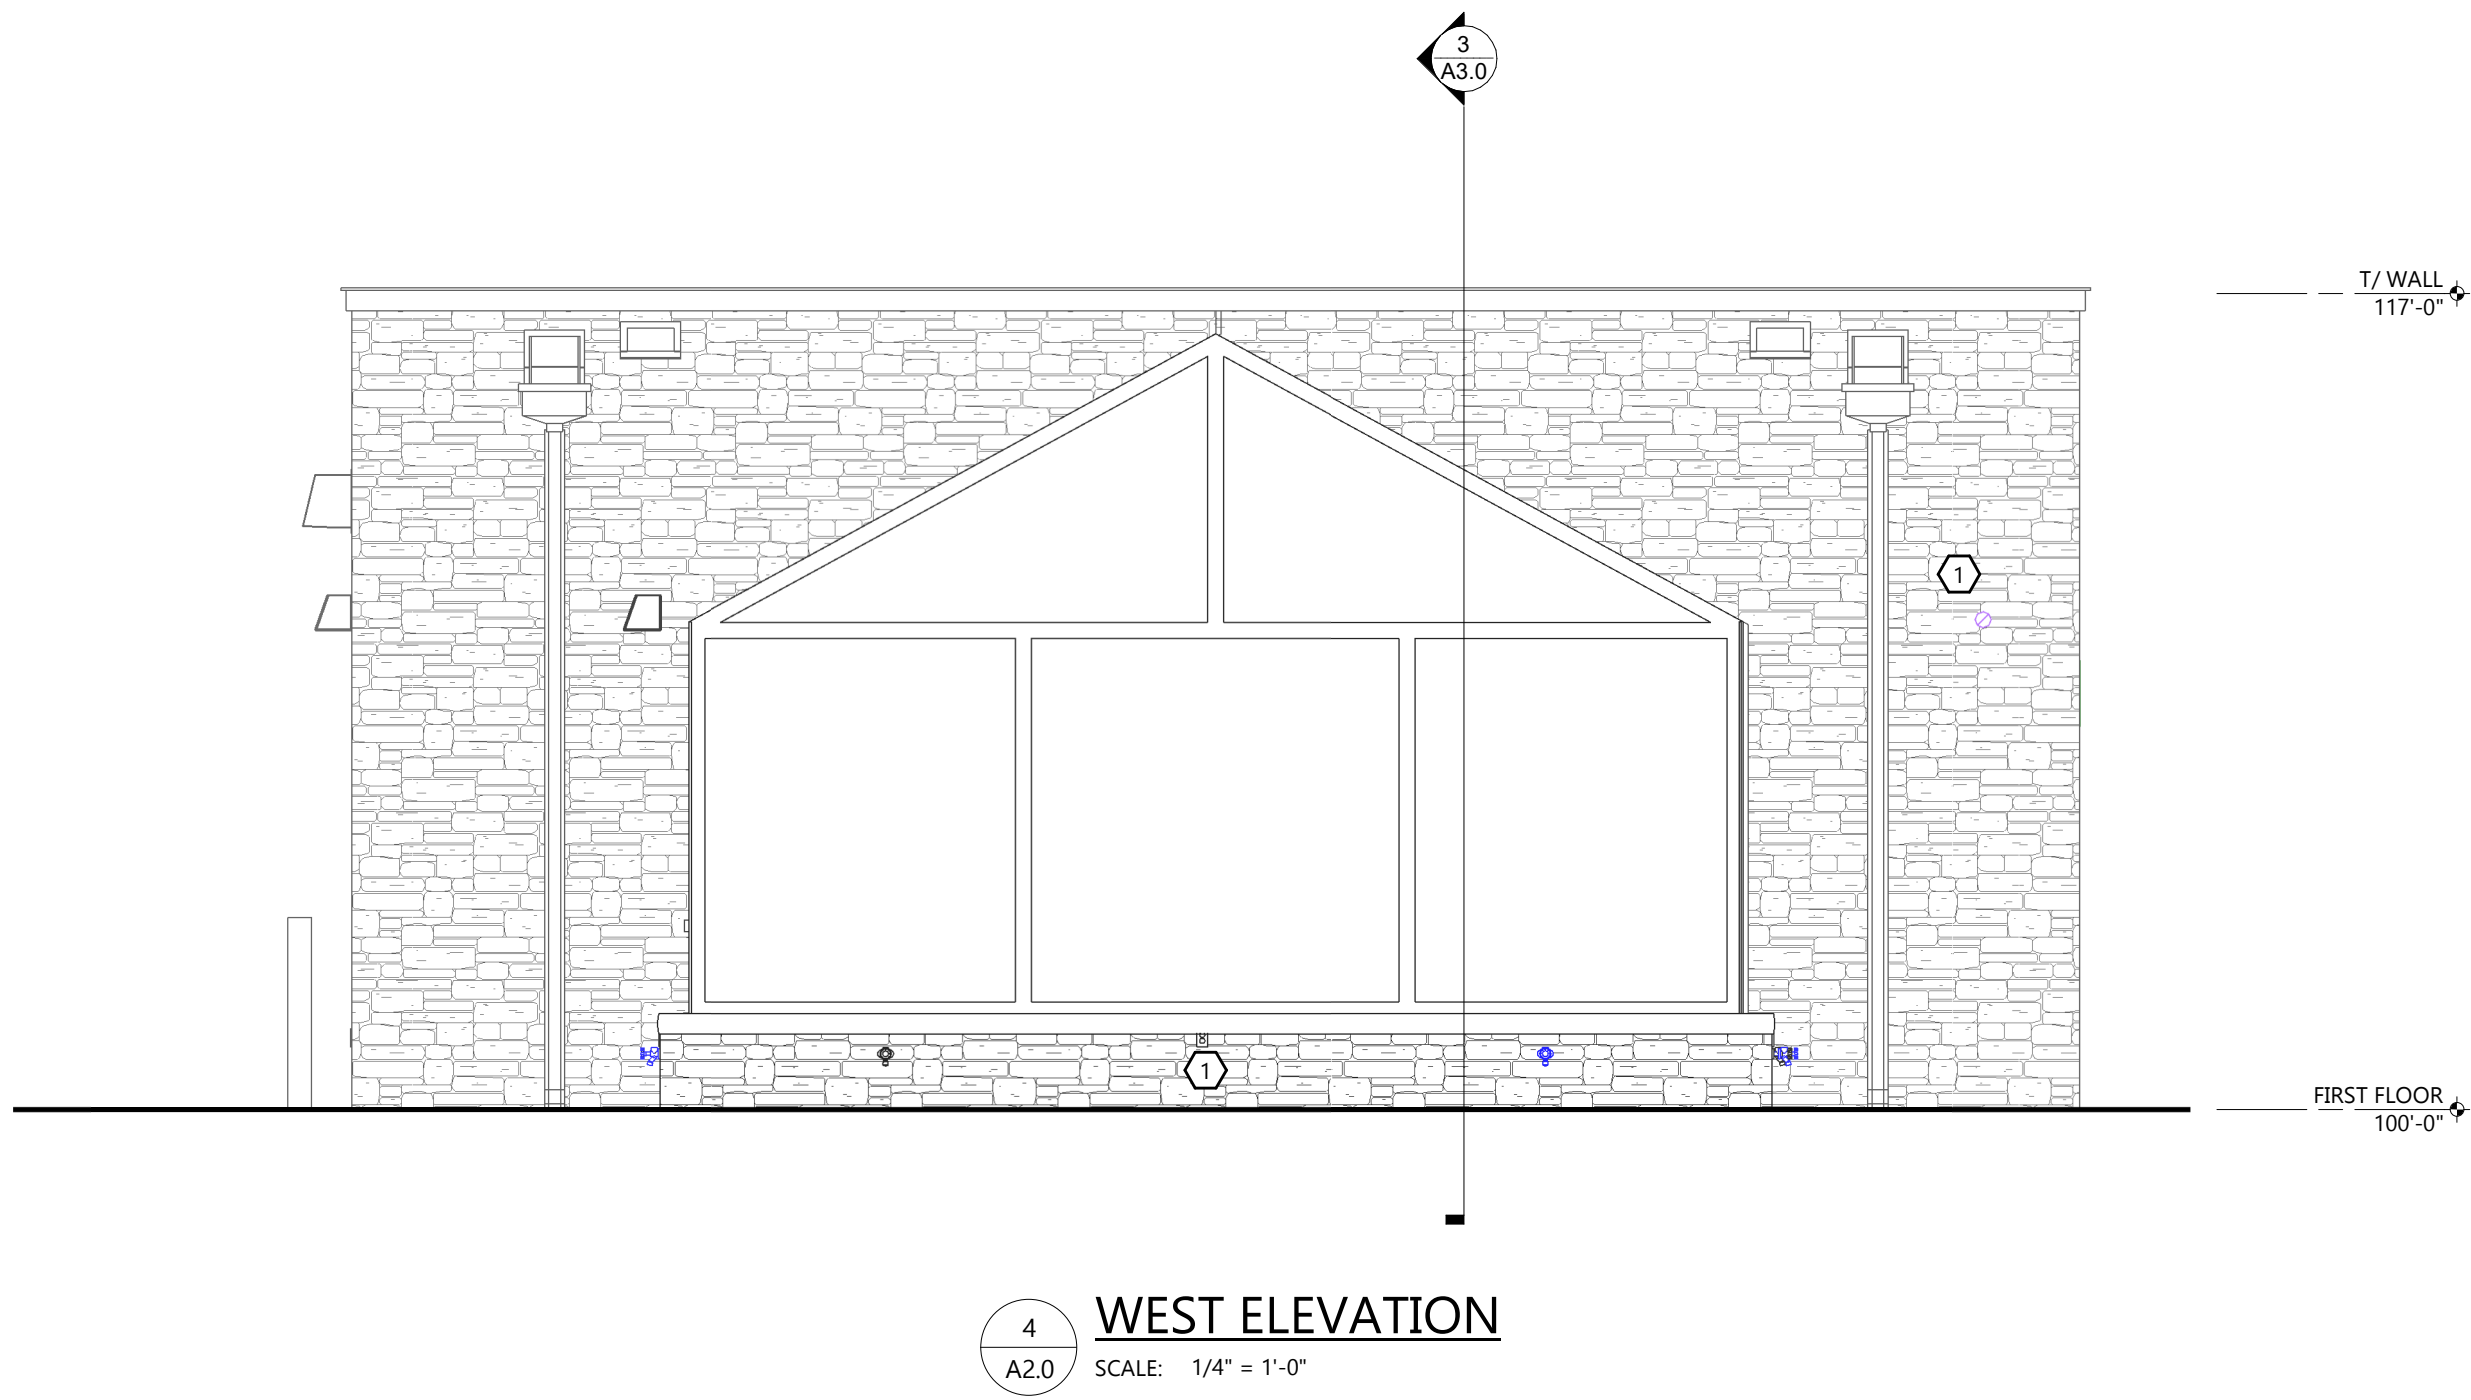 3
A3.0
T/ WALL
117'-0"
1
1
FIRST FLOOR
100'-0"
4
A2.0
WEST ELEVATION
SCALE: 1/4" = 1'-0"